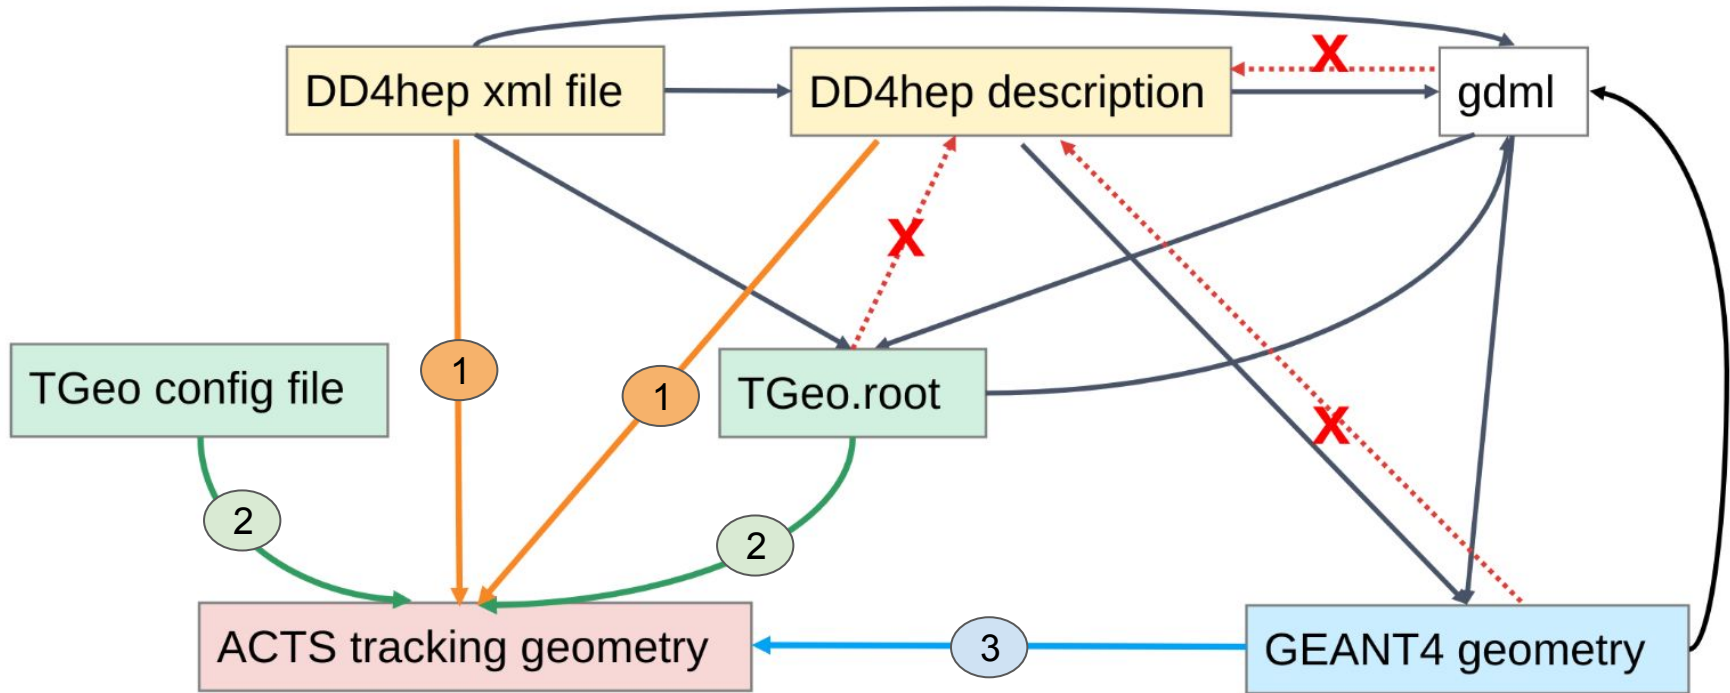 DD4hep xml file
DD4hep description
X
gdml
X
TGeo config file
1
1
TGeo.root
X
2
2
ACTS tracking geometry
3
GEANT4 geometry